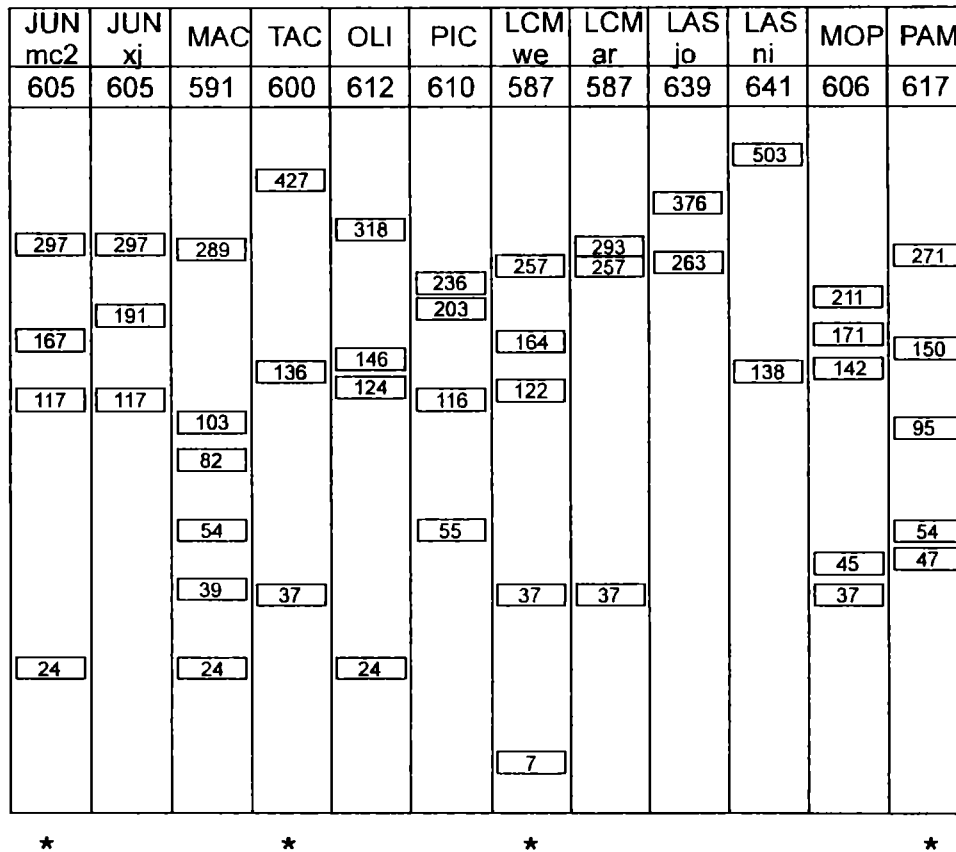 JUN JUN MAC TAC OLI PIC LCM LCM LAS LAS MOP PAM
mc2 xj we ar jo ni
605 605 591 600 612 610 587 587 639 641 606 617
503
427
376
318
297 297 289 293 271
257 257 263
236
203 211
191
167 164 171 150
136 146 138 142
117 117 124 116 122
103 95
82
54 55 54
45 47
39 37 37 37 37
24 24 24
7
* * * *